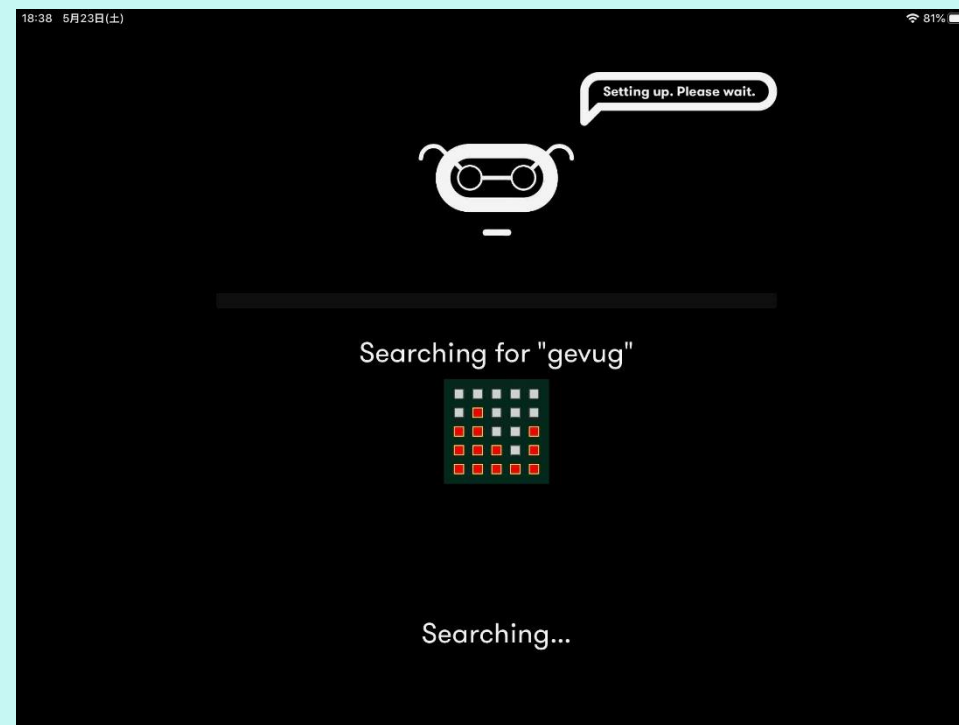 18:38 5月23日(土)
81%
Setting up. Please wait.
Searching for "gevug"
Searching...